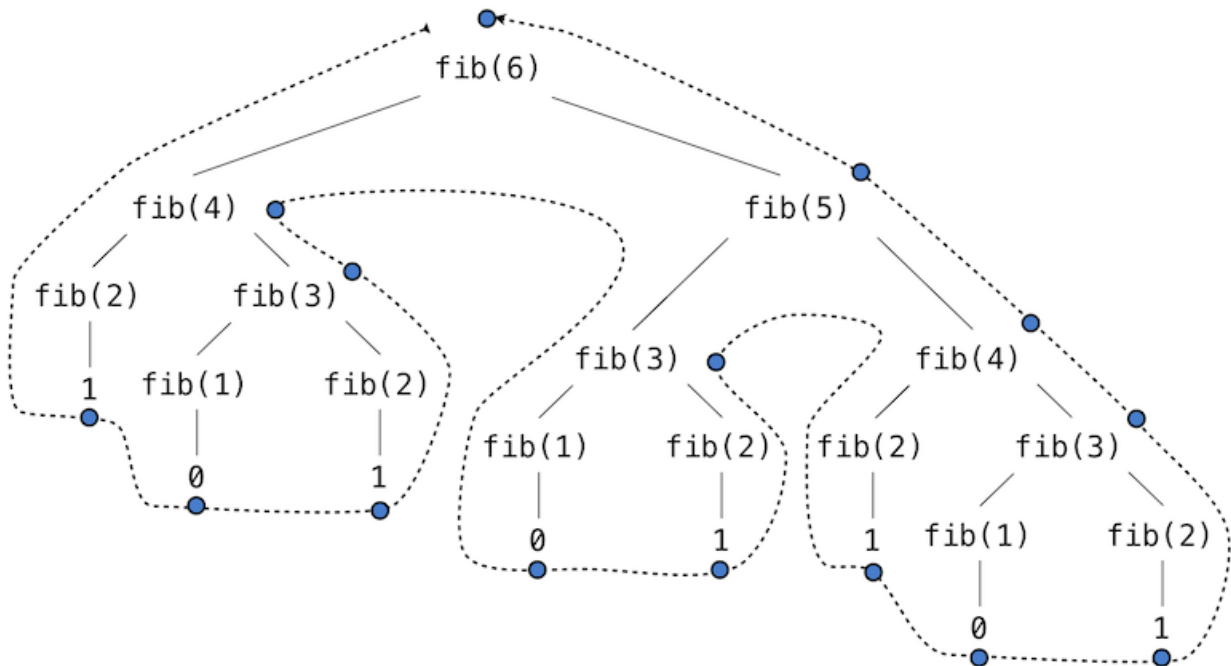 fib(6)
fib(4) fib(5)
fib(2) fib(3)
fib(3) fib(4)
1 fib(1) fib(2)
fib(1) fib(2) fib(2) fib(3)
0 1
0 1 1 fib(1) fib(2)
0 1